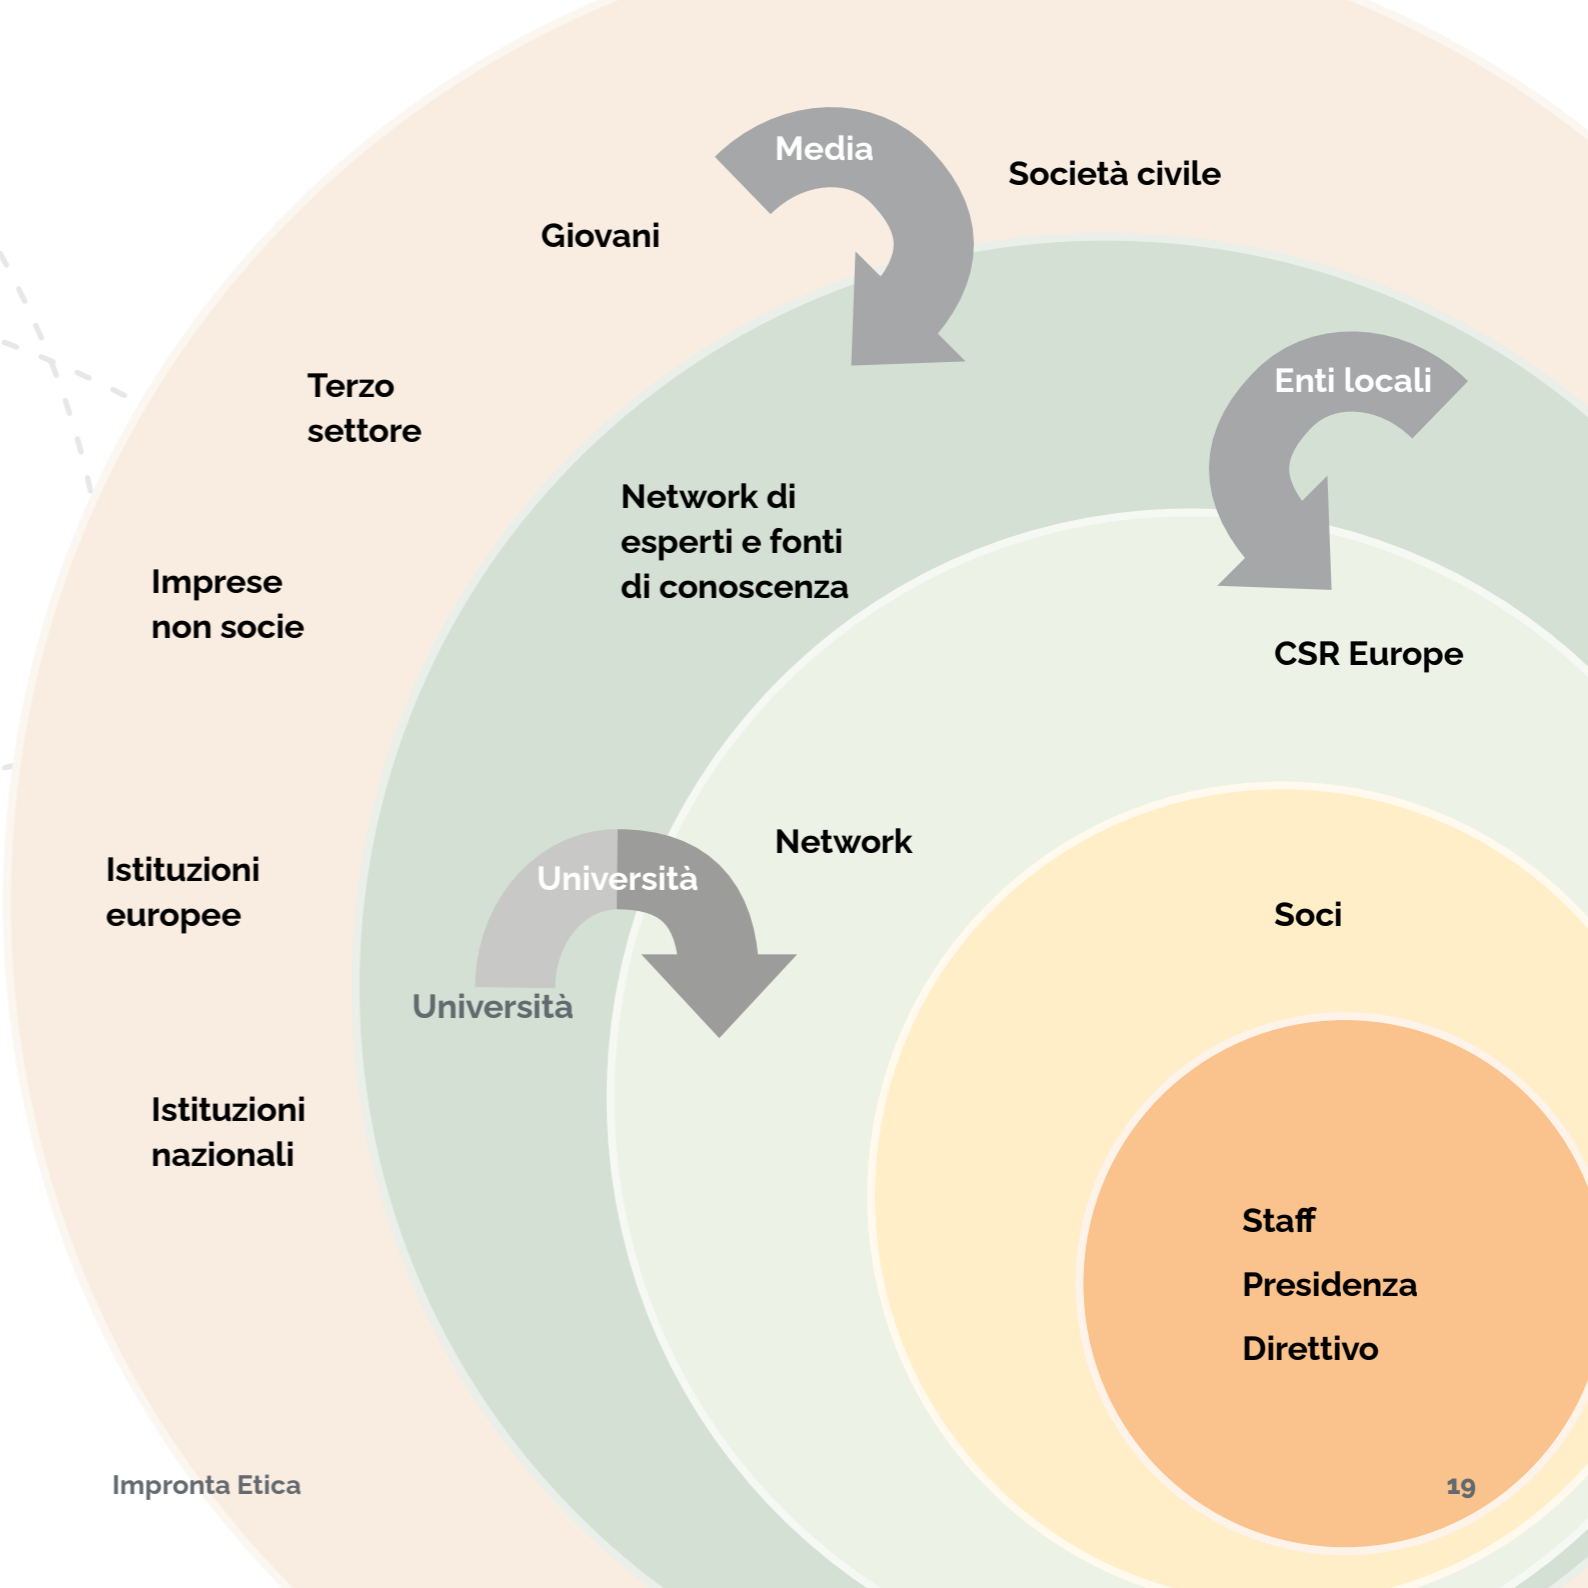 Media
Società civile
Giovani
Enti locali
Terzo
settore
Network di
esperti e fonti
di conoscenza
Imprese
non socie
CSR Europe
Network
Istituzioni
europee
Università
Soci
Università
Istituzioni
nazionali
Staff
Presidenza
Direttivo
Impronta Etica
19